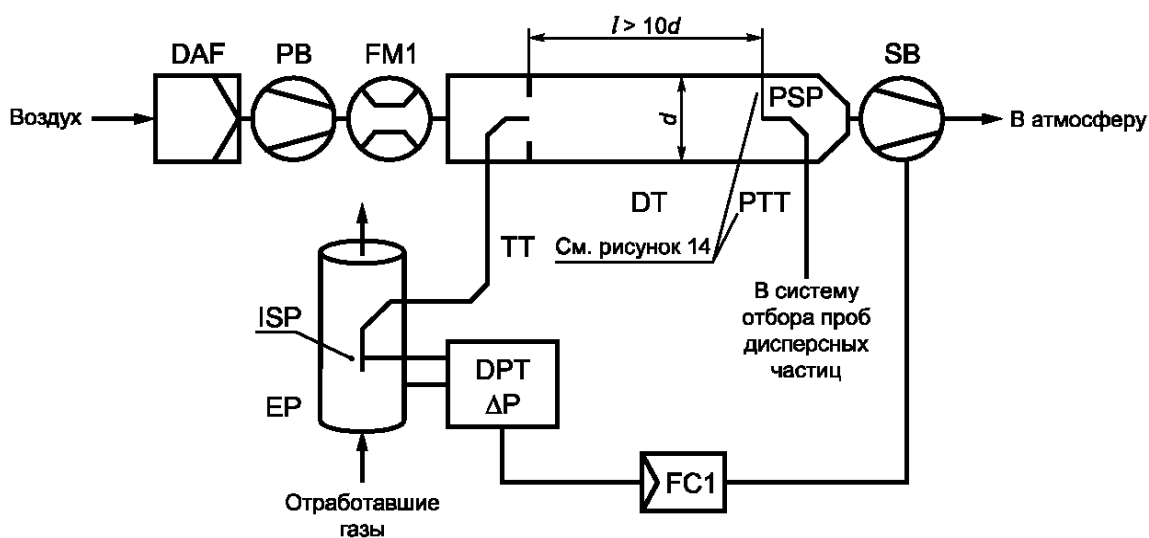 l > 10d
DAF
PB
FM1
SB
PSP
Воздух
d
В атмосферу
DT
PTT
TT
См. рисунок 14
ISP
В систему
отбора проб
дисперсных
частиц
DPT
ΔP
EP
FC1
Отработавшие
газы